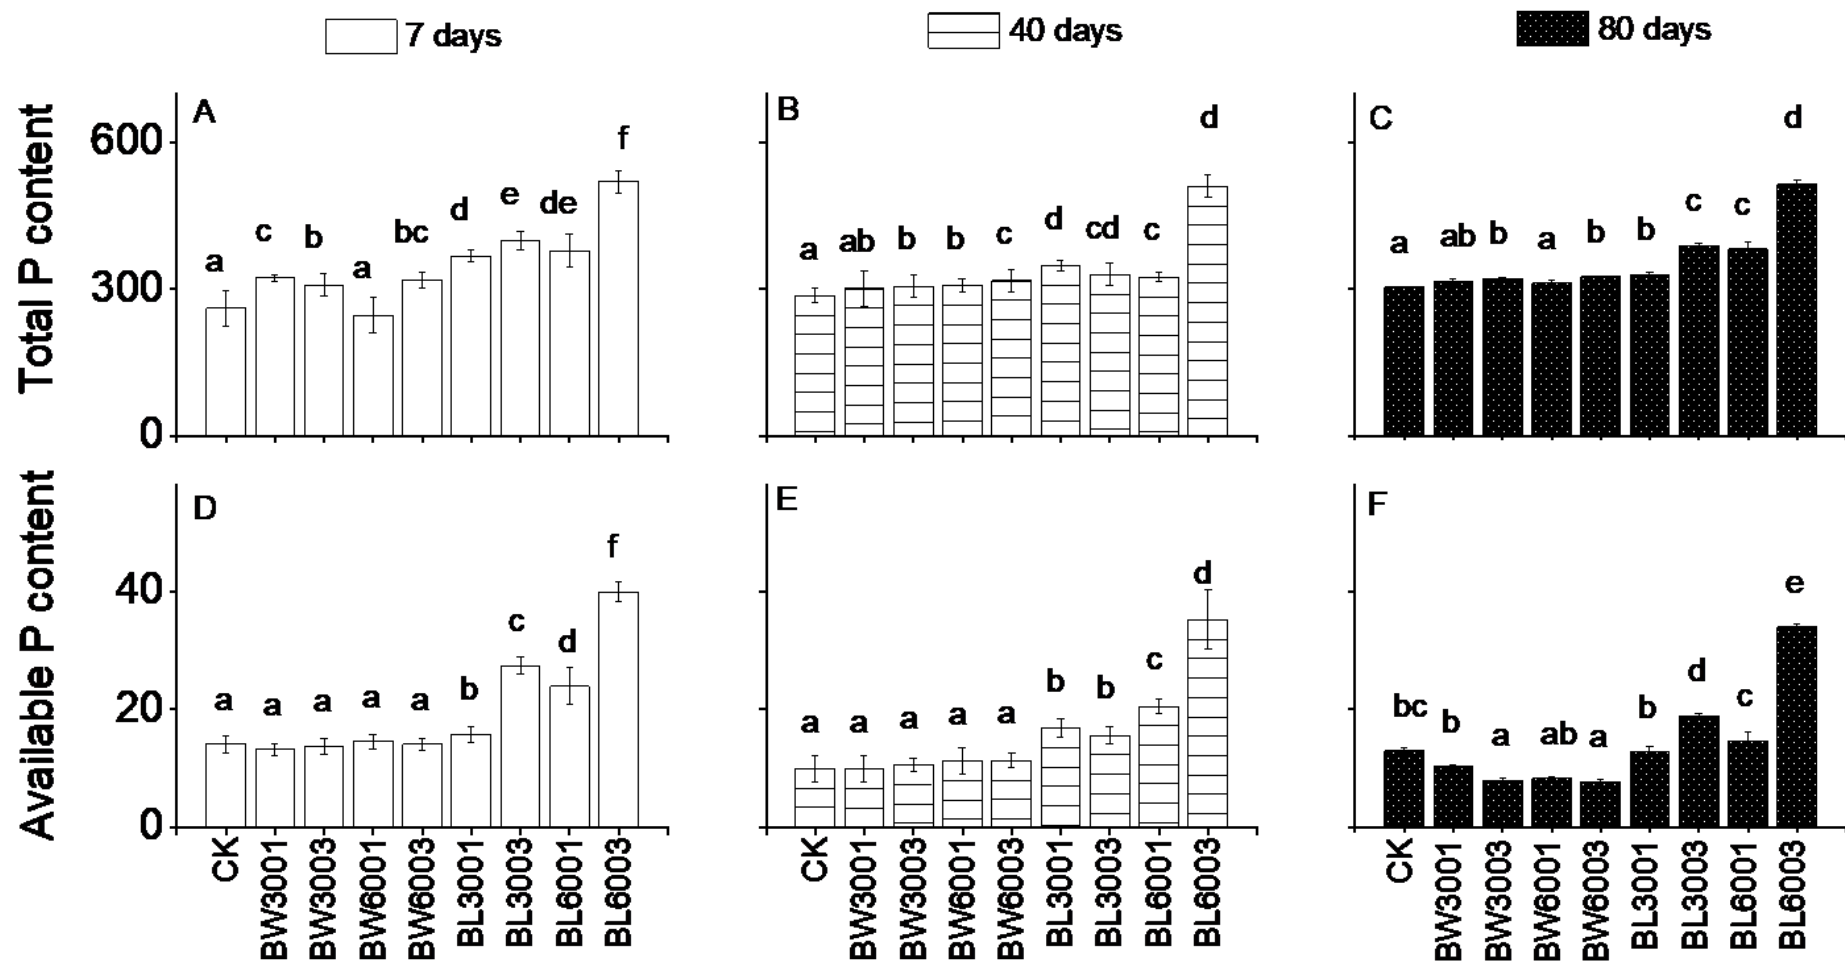 7 days
40 days
80 days
Total P content
600
300
0
A
a
c
b
a
bc
d
e
de
f
B
a
ab
b
b
c
d
cd
c
d
C
a
ab
b
a
b
b
c
c
d
Available P content
40
20
0
D
a
a
a
a
a
b
c
d
f
E
a
a
a
a
a
b
b
c
d
F
bc
b
a
ab
a
b
d
c
e
CK
BW3001
BW3003
BW6001
BW6003
BL3001
BL3003
BL6001
BL6003
CK
BW3001
BW3003
BW6001
BW6003
BL3001
BL3003
BL6001
BL6003
CK
BW3001
BW3003
BW6001
BW6003
BL3001
BL3003
BL6001
BL6003